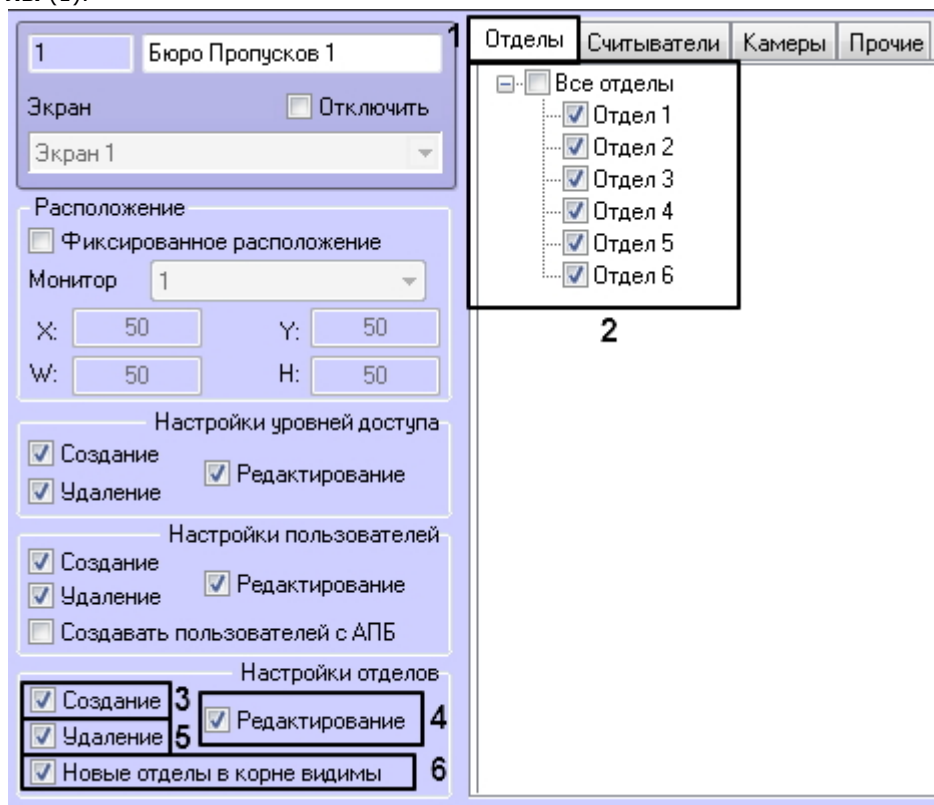 1 Бюро Пропусков 1
1
Экран Отключить
Экран 1
Расположение
Фиксированное расположение
Монитор 1
X: 50 Y: 50
W: 50 H: 50
Настройки уровней доступа
Создание
Редактирование
Удаление
Настройки пользователей
Создание
Редактирование
Удаление
Создавать пользователей с АПБ
Настройки отделов
Создание 3
Редактирование 4
Удаление 5
Новые отделы в корне видимы 6
Отделы Считыватели Камеры Прочие
Все отделы
Отдел 1
Отдел 2
Отдел 3
Отдел 4
Отдел 5
Отдел 6
2